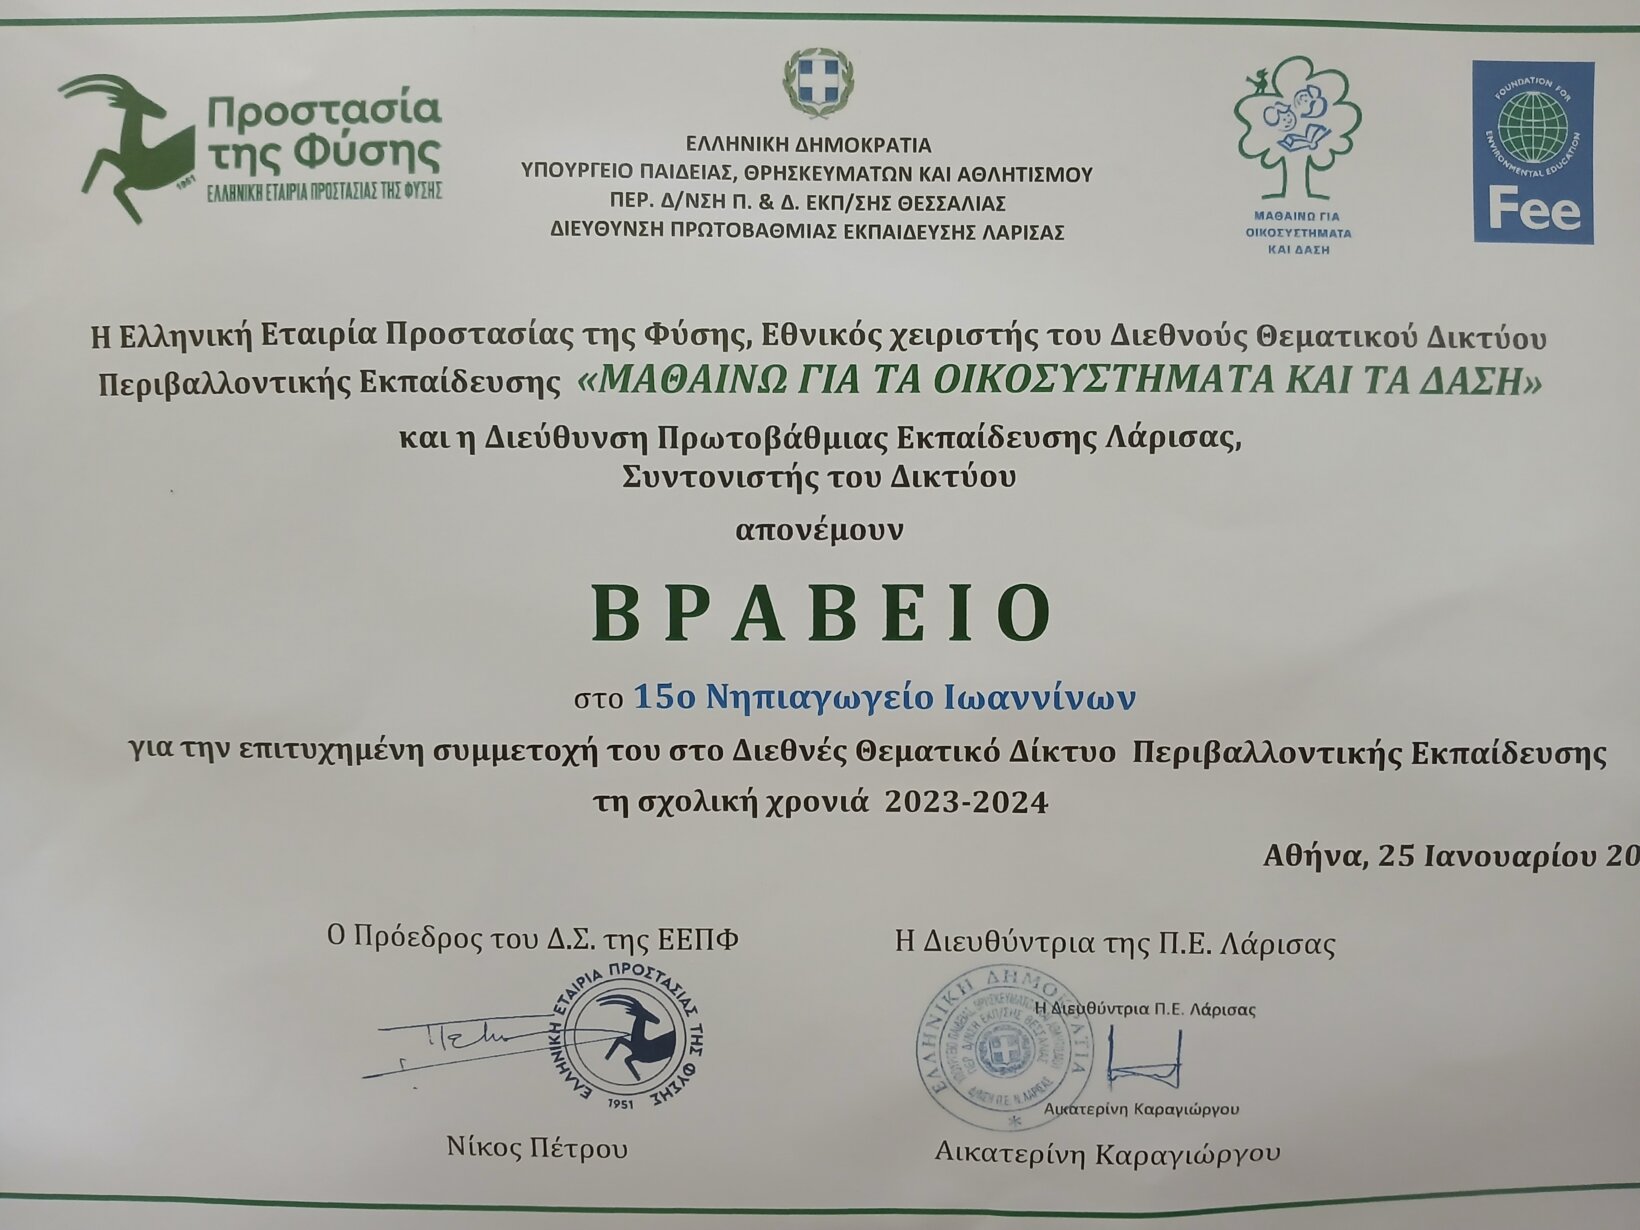 Προστασία
της Φύσης
1951
ΕΛΛΗΝΙΚΗ ΕΤΑΙΡΙΑ ΠΡΟΣΤΑΣΙΑΣ ΤΗΣ ΦΥΣΗΣ
ΕΛΛΗΝΙΚΗ ΔΗΜΟΚΡΑΤΙΑ
ΥΠΟΥΡΓΕΙΟ ΠΑΙΔΕΙΑΣ, ΘΡΗΣΚΕΥΜΑΤΩΝ ΚΑΙ ΑΘΛΗΤΙΣΜΟΥ
ΠΕΡ. Δ/ΝΣΗ Π. & Δ. ΕΚΠ/ΣΗΣ ΘΕΣΣΑΛΙΑΣ
ΔΙΕΥΘΥΝΣΗ ΠΡΩΤΟΒΑΘΜΙΑΣ ΕΚΠΑΙΔΕΥΣΗΣ ΛΑΡΙΣΑΣ
ΜΑΘΑΙΝΩ ΓΙΑ
ΟΙΚΟΣΥΣΤΗΜΑΤΑ
ΚΑΙ ΔΑΣΗ
FOUNDATION FOR
ENVIRONMENTAL EDUCATION
Fee
Η Ελληνική Εταιρία Προστασίας της Φύσης, Εθνικός χειριστής του Διεθνούς Θεματικού Δικτύου
Περιβαλλοντικής Εκπαίδευσης «ΜΑΘΑΙΝΩ ΓΙΑ ΤΑ ΟΙΚΟΣΥΣΤΗΜΑΤΑ ΚΑΙ ΤΑ ΔΑΣΗ»
και η Διεύθυνση Πρωτοβάθμιας Εκπαίδευσης Λάρισας,
Συντονιστής του Δικτύου
απονέμουν
ΒΡΑΒΕΙΟ
στο 15ο Νηπιαγωγείο Ιωαννίνων
για την επιτυχημένη συμμετοχή του στο Διεθνές Θεματικό Δίκτυο Περιβαλλοντικής Εκπαίδευσης
τη σχολική χρονιά 2023-2024
Αθήνα, 25 Ιανουαρίου 20
Ο Πρόεδρος του Δ.Σ. της ΕΕΠΦ
Η Διευθύντρια της Π.Ε. Λάρισας
ΕΛΛΗΝΙΚΗ ΕΤΑΙΡΙΑ ΠΡΟΣΤΑΣΙΑΣ ΤΗΣ ΦΥΣΗΣ
1951
ΕΛΛΗΝΙΚΗ ΔΗΜΟΚΡΑΤΙΑ
Η Διευθύντρια Π.Ε. Λάρισας
Αικατερίνη Καραγιώργου
Νίκος Πέτρου
Αικατερίνη Καραγιώργου